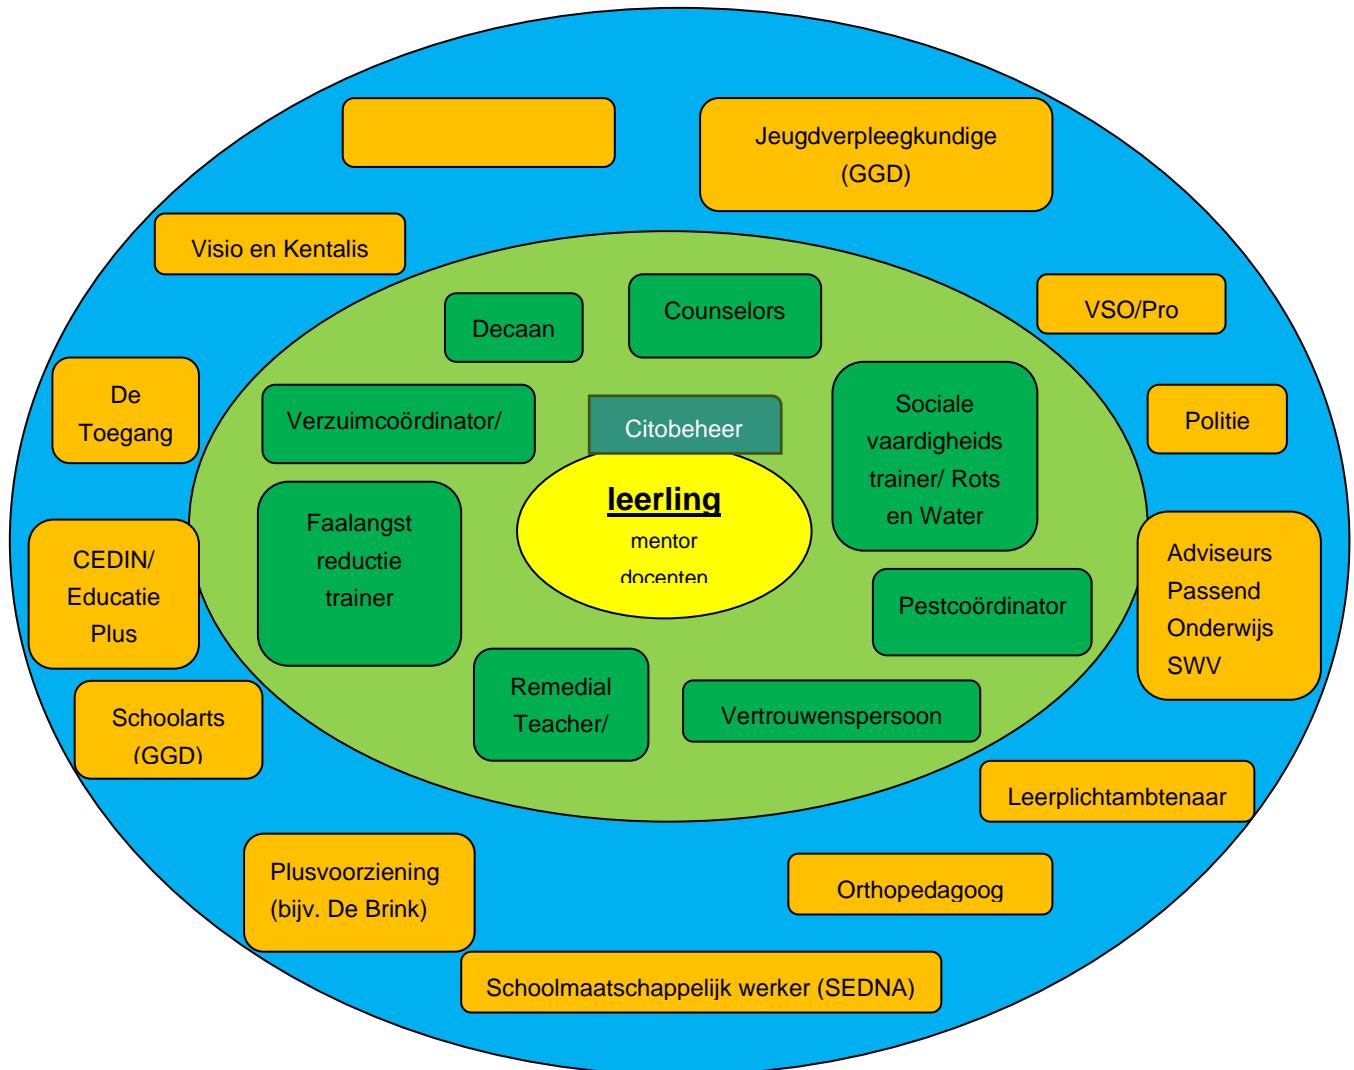 Jeugdverpleegkundige
(GGD)
Visio en Kentalis
VSO/Pro
Counselors
Decaan
De
Toegang
Verzuimcoördinator/
Citobeheer
Sociale
vaardigheids
trainer/ Rots
en Water
Politie
leerling
mentor
docenten
Faalangst
reductie
trainer
CEDIN/
Educatie
Plus
Adviseurs
Passend
Onderwijs
SWV
Pestcoördinator
Schoolarts
(GGD)
Remedial
Teacher/
Vertrouwenspersoon
Leerplichtambtenaar
Plusvoorziening
(bijv. De Brink)
Orthopedagoog
Schoolmaatschappelijk werker (SEDNA)